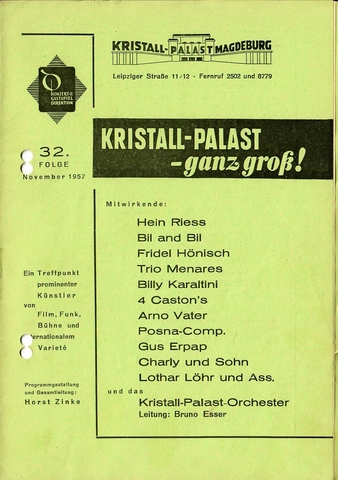 KRISTALL-PALAST MAGDEBURG
Leipziger Straße 11/12 - Fernruf 2502 und 8779
KONZERT U.
GASTSPIEL
DIREKTION
32.
FOLGE
November 1957
KRISTALL-PALAST
-ganz groß!
Mitwirkende:
Hein Riess
Bil and Bil
Fridel Hönisch
Trio Menares
Billy Karaltini
4 Caston's
Arno Vater
Posna-Comp.
Gus Erpap
Charly und Sohn
Lothar Löhr und Ass.
und das
Kristall-Palast-Orchester
Leitung: Bruno Esser
Ein Treffpunkt
prominenter
Künstler
von
Film, Funk,
Bühne und
nternationalem
Varieté
Programmgestaltung
und Gesamtleitung:
Horst Zinke